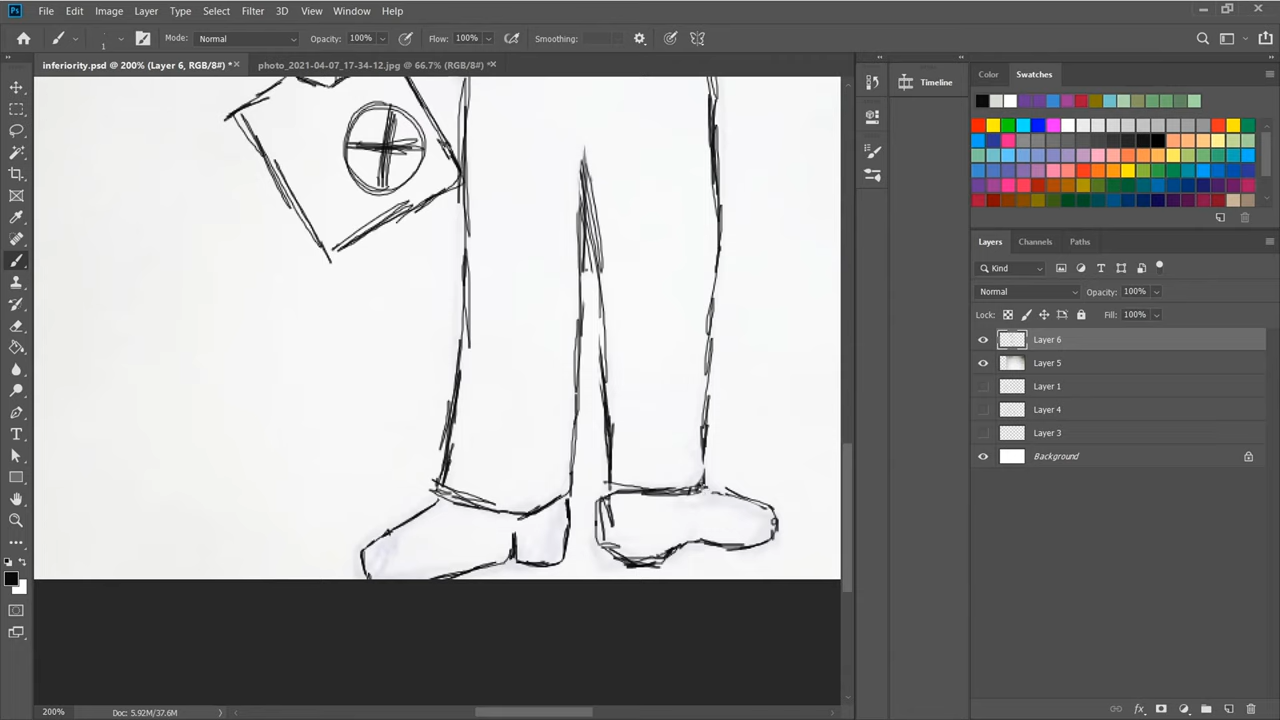 Ps File Edit Image Layer Type Select Filter 3D View Window Help
1 Mode: Normal Opacity: 100% Flow: 100% Smoothing:
inferiority.psd @ 200% (Layer 6, RGB/8#) * × photo_2021-04-07_17-34-12.jpg @ 66.7% (RGB/8#) *×
Timeline
Color Swatches
Layers Channels Paths
Kind
Normal Opacity: 100%
Lock: Fill: 100%
Layer 6
Layer 5
Layer 1
Layer 4
Layer 3
Background
200% Doc: 5.92M/37.6M